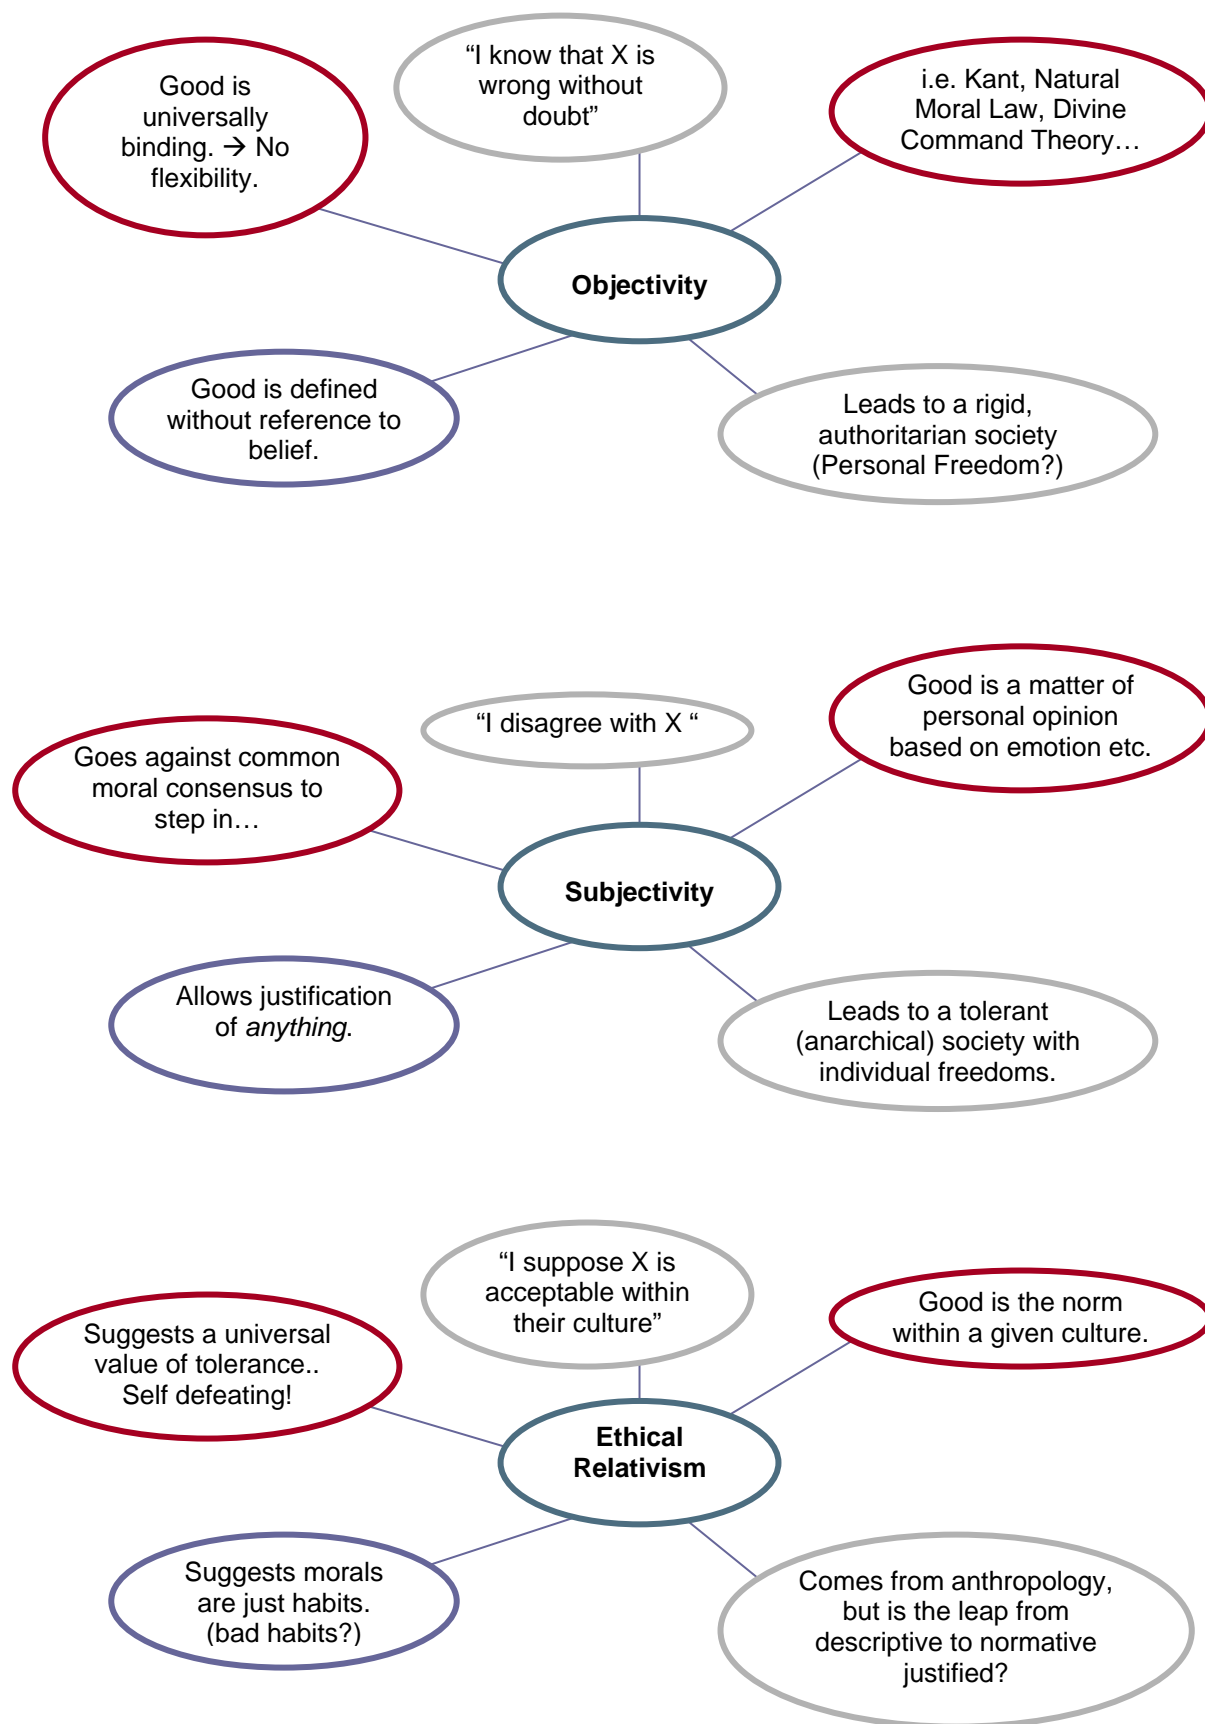 Good is
universally
binding. → No
flexibility.
“I know that X is
wrong without
doubt”
i.e. Kant, Natural
Moral Law, Divine
Command Theory…
Objectivity
Good is defined
without reference to
belief.
Leads to a rigid,
authoritarian society
(Personal Freedom?)
Goes against common
moral consensus to
step in…
“I disagree with X “
Good is a matter of
personal opinion
based on emotion etc.
Subjectivity
Allows justification
of anything.
Leads to a tolerant
(anarchical) society with
individual freedoms.
Suggests a universal
value of tolerance..
Self defeating!
“I suppose X is
acceptable within
their culture”
Good is the norm
within a given culture.
Ethical
Relativism
Suggests morals
are just habits.
(bad habits?)
Comes from anthropology,
but is the leap from
descriptive to normative
justified?